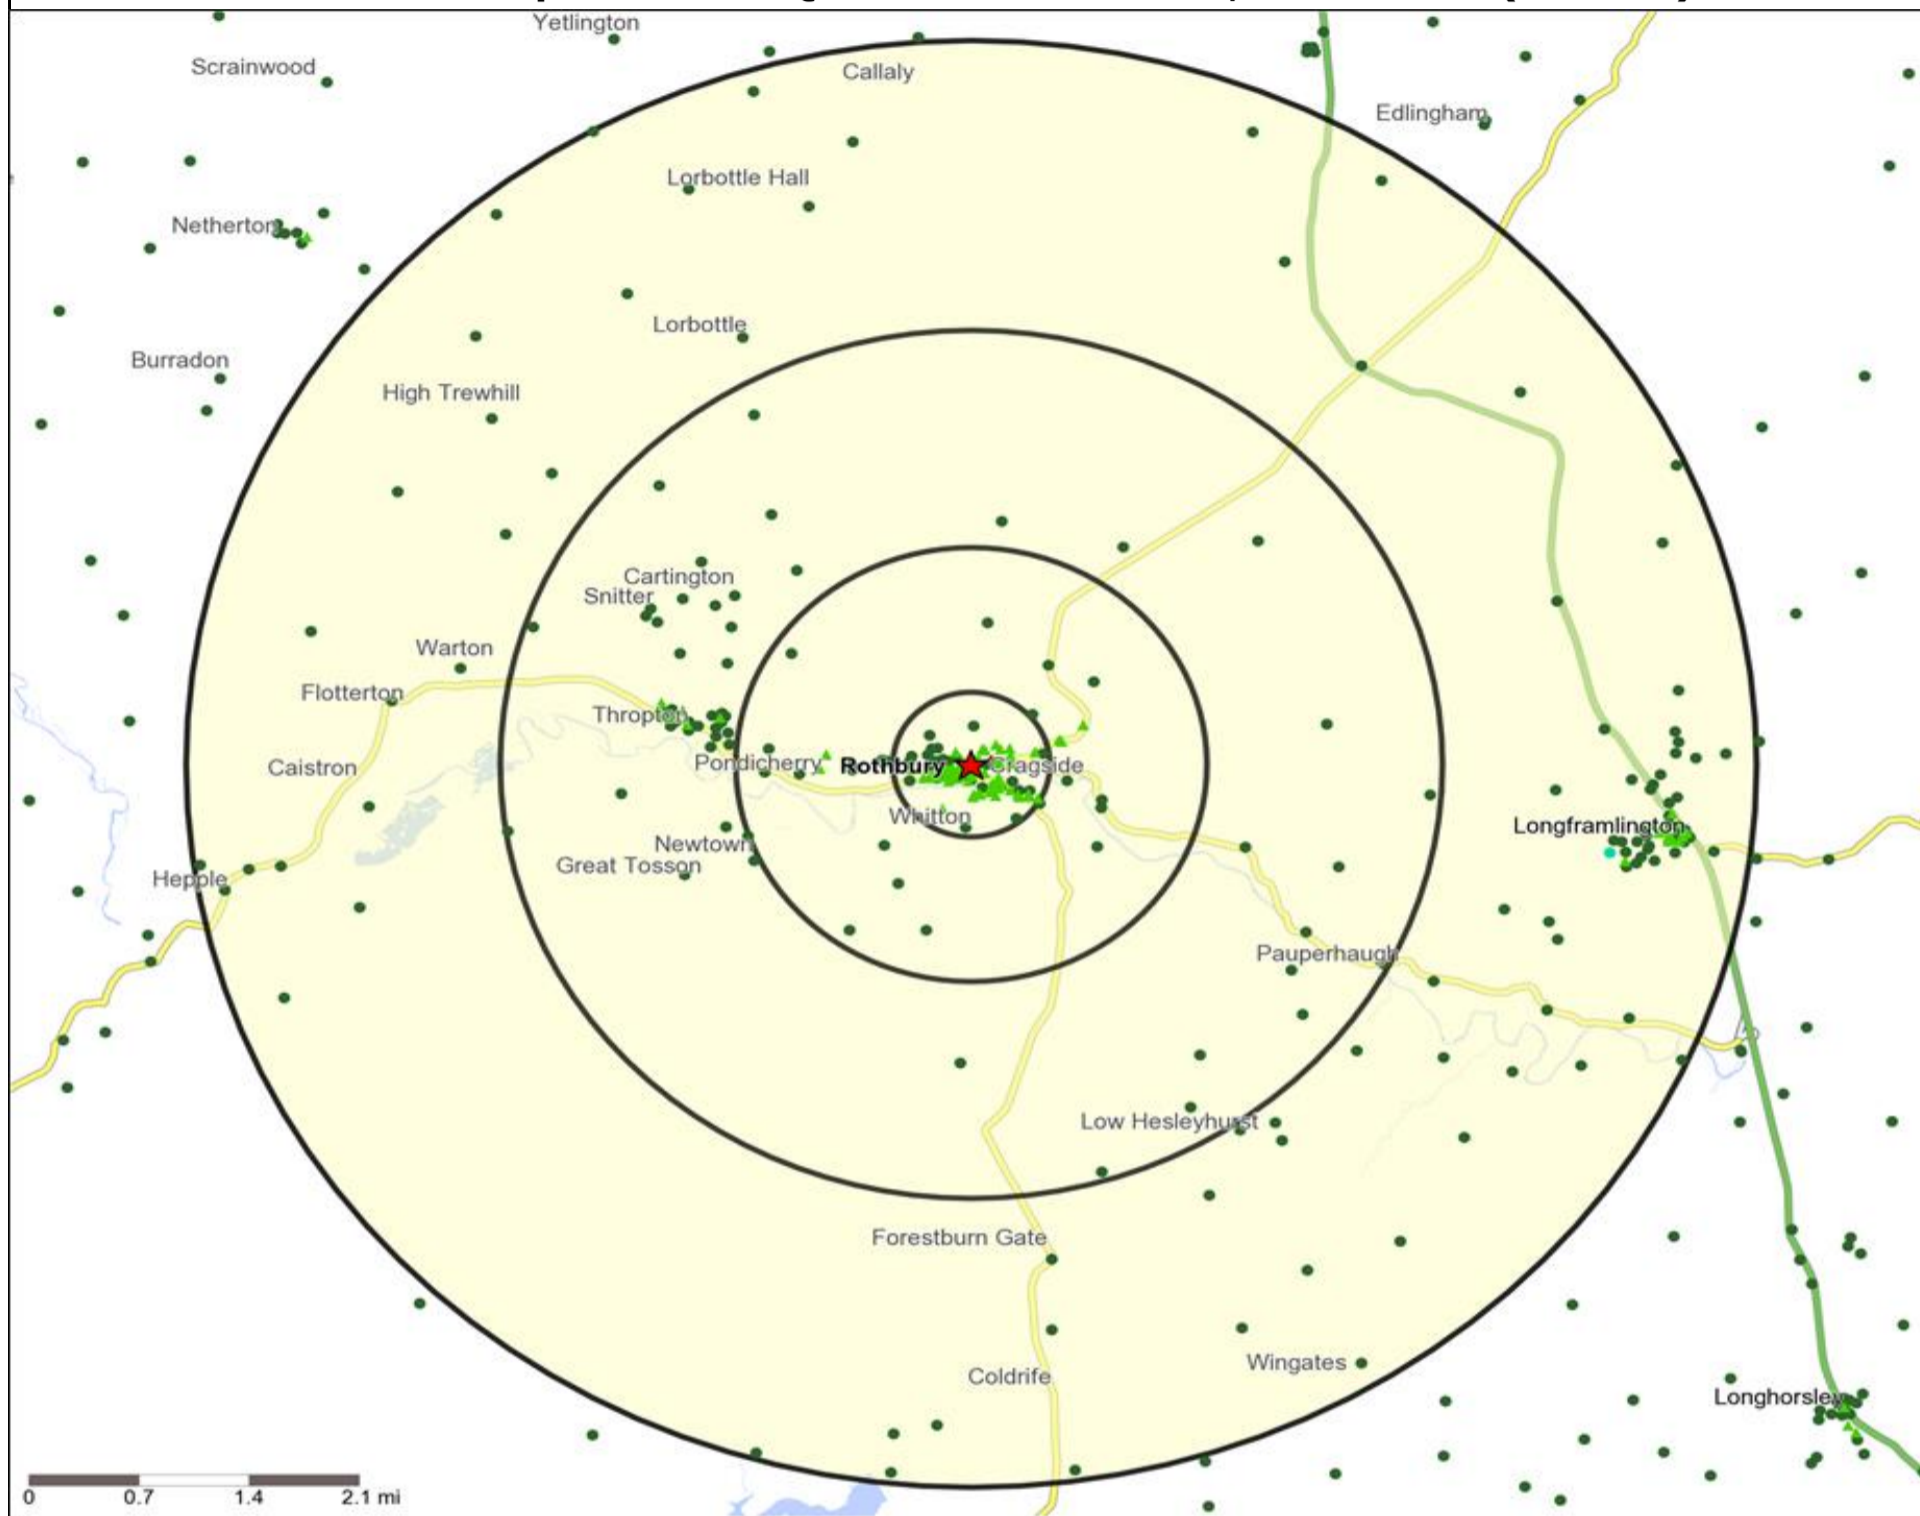 Yetlington
Scrainwood
Callaly
Edlingham
Lorbottle Hall
Netherton
Lorbottle
Burradon
High Trewhill
Cartington
Snitter
Warton
Flotterton
Thropton
Caistron
Pondicherry
Rothbury
Cragside
Whitton
Longframlington
Newtown
Great Tosson
Hepple
Pauperhaugh
Low Hesleyhurst
Forestburn Gate
Wingates
Coldrife
Longhorsley
0 0.7 1.4 2.1 mi